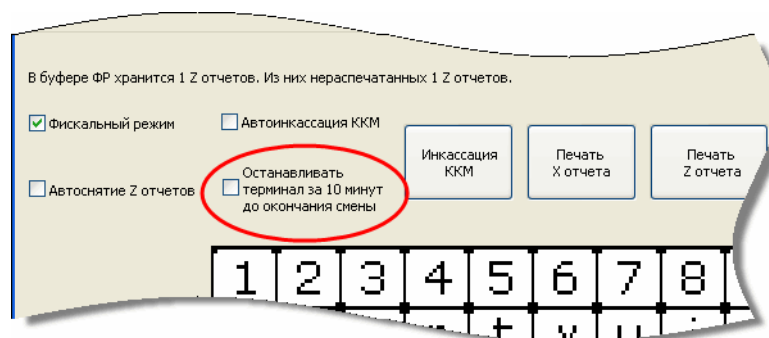 В буфере ФР хранится 1 Z отчетов. Из них нераспечатанных 1 Z отчетов.
Фискальный режим
Автоинкассация ККМ
Инкассация
ККМ
Печать
X отчета
Печать
Z отчета
Автоснятие Z отчетов
Останавливать
терминал за 10 минут
до окончания смены
1 2 3 4 5 6 7 8